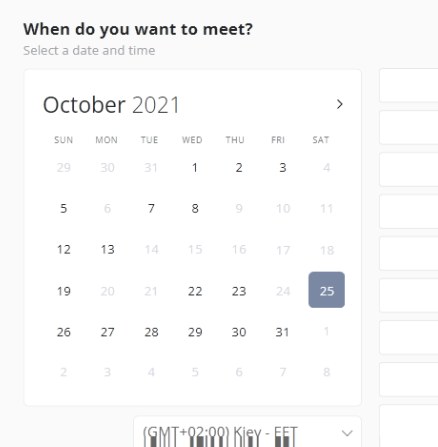 When do you want to meet?
Select a date and time
October 2021
SUN MON TUE WED THU FRI SAT
29 30 31 1 2 3 4
5 6 7 8 9 10 11
12 13 14 15 16 17 18
19 20 21 22 23 24 25
26 27 28 29 30 31 1
2 3 4 5 6 7 8
(GMT+02:00) Kiev - EET